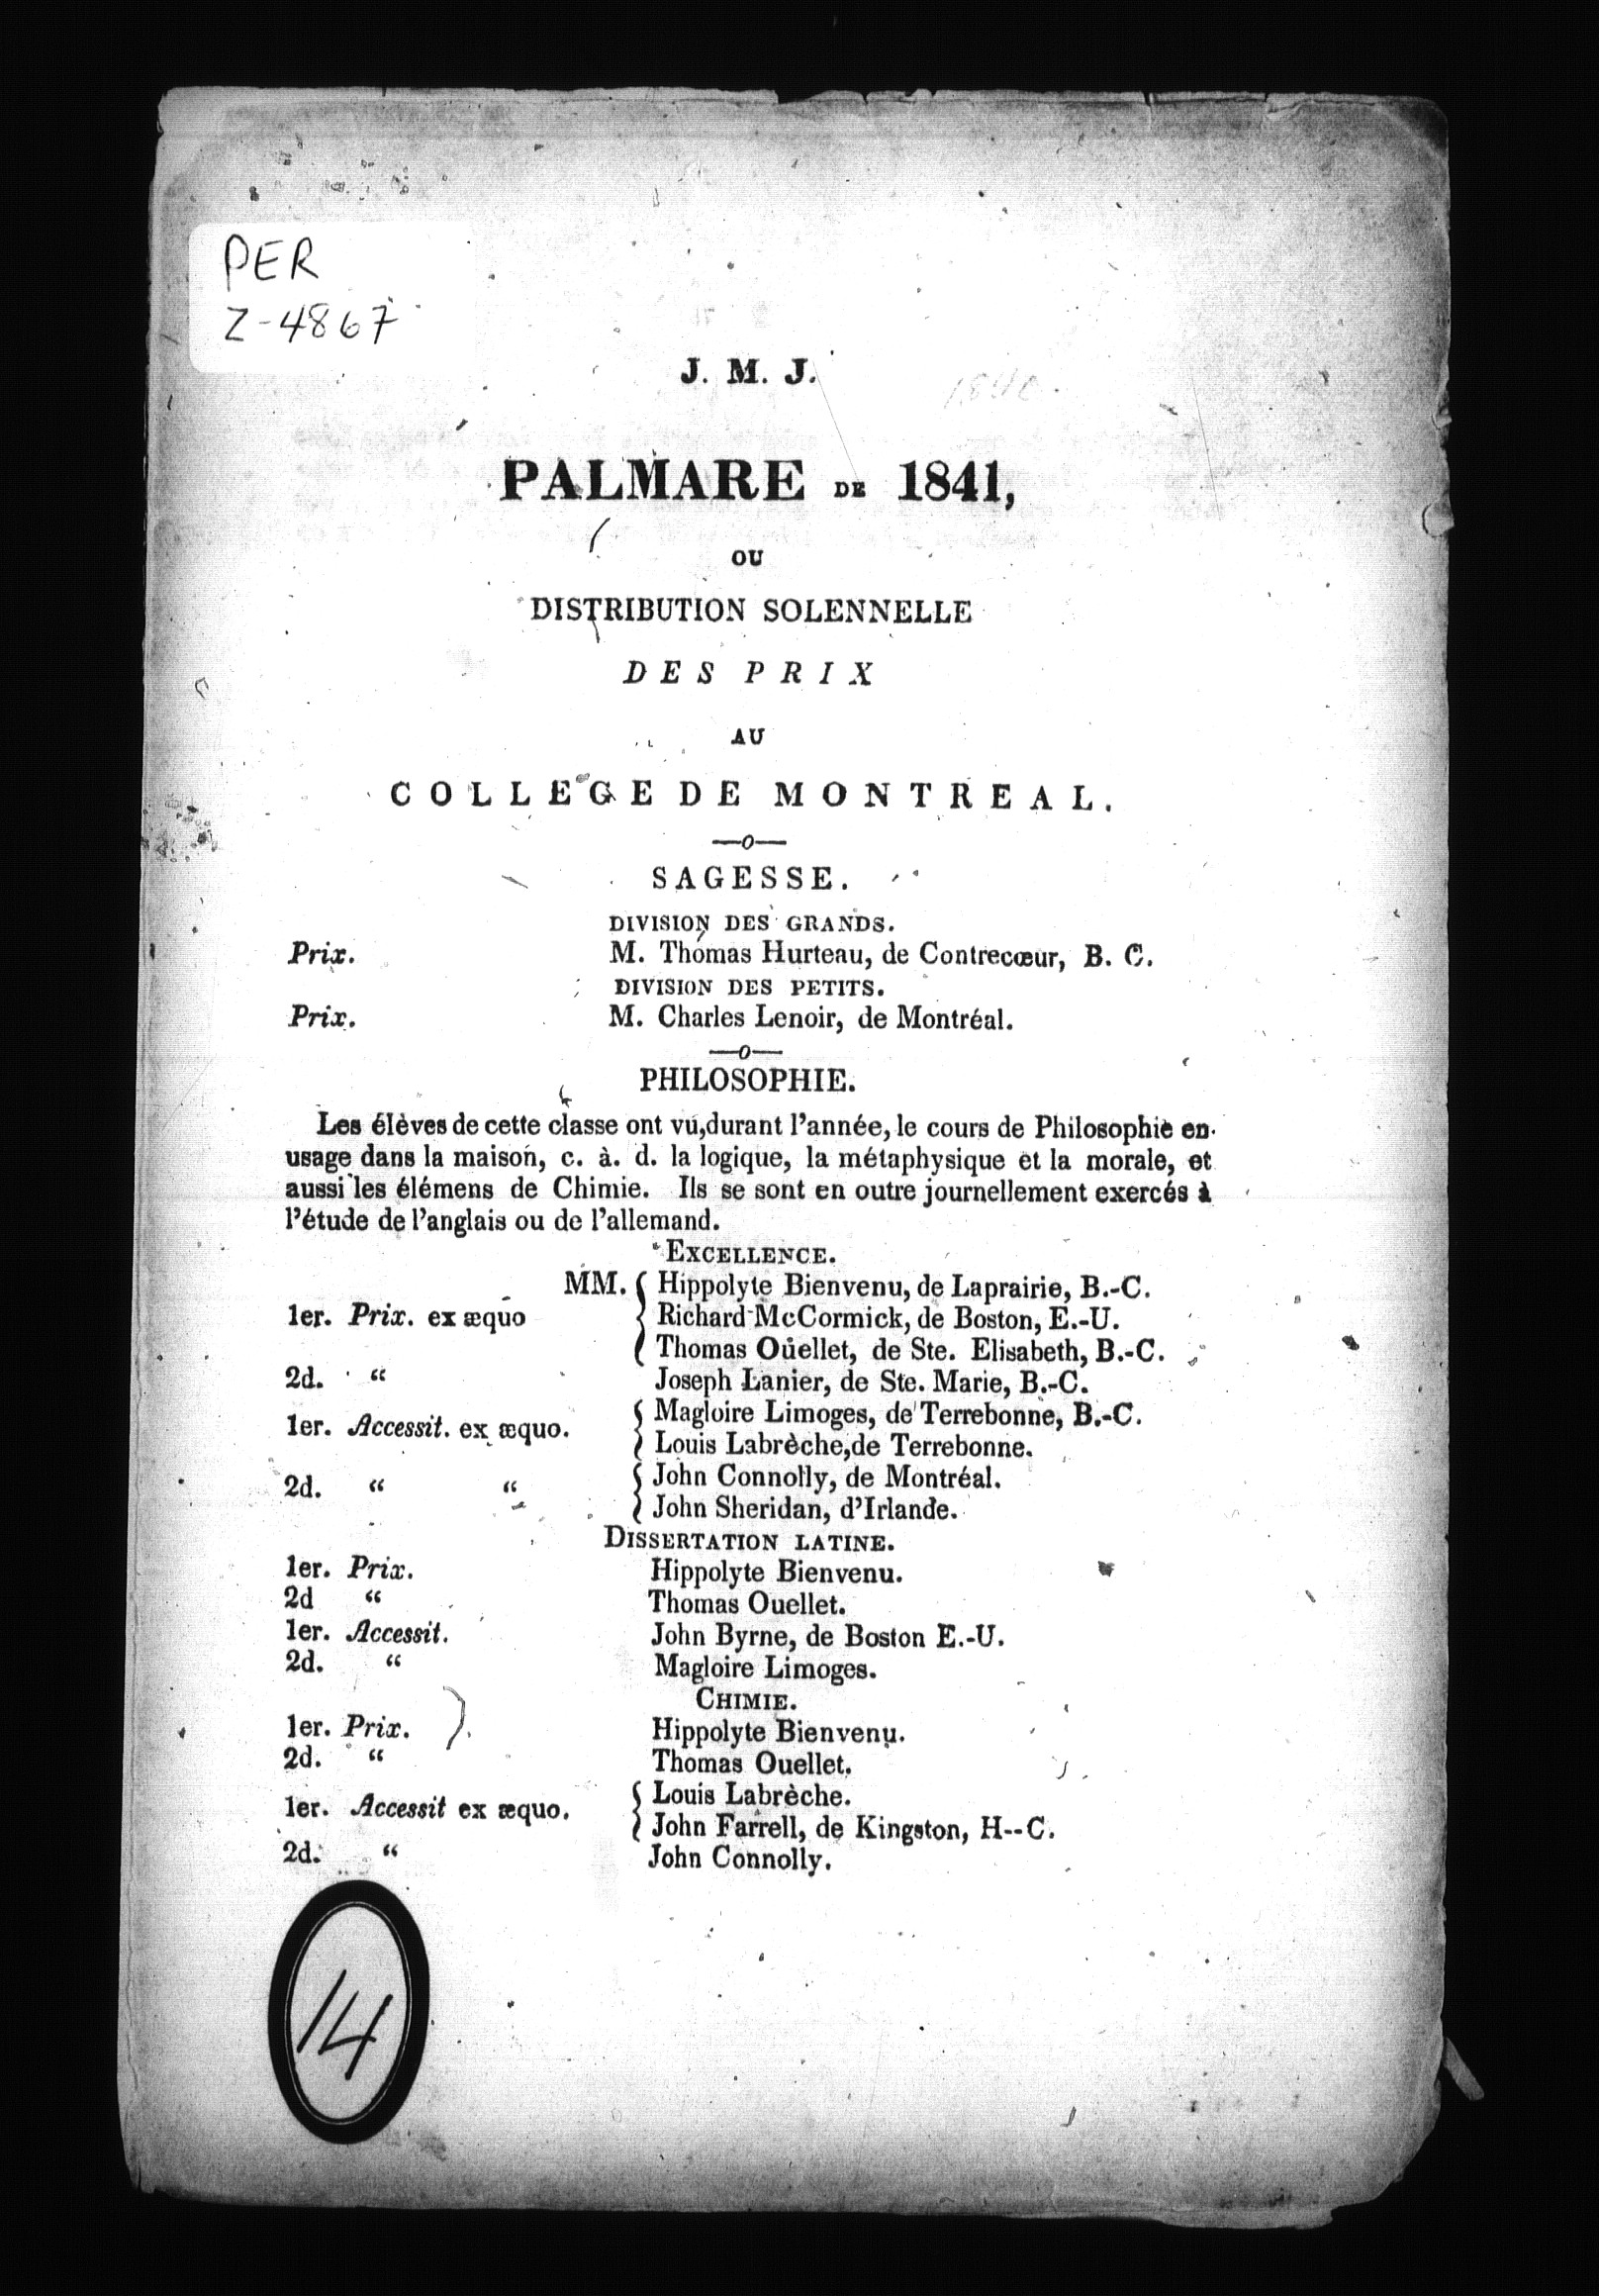 PER
Z-4867
J. M. J.
PALMARE DE 1841,
OU
DISTRIBUTION SOLENNELLE
DES PRIX
AU
COLLEGE DE MONTREAL.
—o—
SAGESSE.
DIVISION DES GRANDS.
Prix. M. Thomas Hurteau, de Contrecœur, B. C.
DIVISION DES PETITS.
Prix. M. Charles Lenoir, de Montréal.
—o—
PHILOSOPHIE.
Les élèves de cette classe ont vu, durant l'année, le cours de Philosophie en
usage dans la maison, c. à. d. la logique, la métaphysique et la morale, et
aussi les élémens de Chimie. Ils se sont en outre journellement exercés à
l'étude de l'anglais ou de l'allemand.
EXCELLENCE.
MM. { Hippolyte Bienvenu, de Laprairie, B.-C.
1er. Prix. ex æquo { Richard McCormick, de Boston, E.-U.
{ Thomas Ouellet, de Ste. Elisabeth, B.-C.
2d. “ Joseph Lanier, de Ste. Marie, B.-C.
1er. Accessit. ex æquo. { Magloire Limoges, de Terrebonne, B.-C.
{ Louis Labrèche, de Terrebonne.
2d. “ “ { John Connolly, de Montréal.
{ John Sheridan, d'Irlande.
DISSERTATION LATINE.
1er. Prix. Hippolyte Bienvenu.
2d “ Thomas Ouellet.
1er. Accessit. John Byrne, de Boston E.-U.
2d. “ Magloire Limoges.
CHIMIE.
1er. Prix. Hippolyte Bienvenu.
2d. “ Thomas Ouellet.
1er. Accessit ex æquo. { Louis Labrèche.
{ John Farrell, de Kingston, H--C.
2d. “ John Connolly.
14